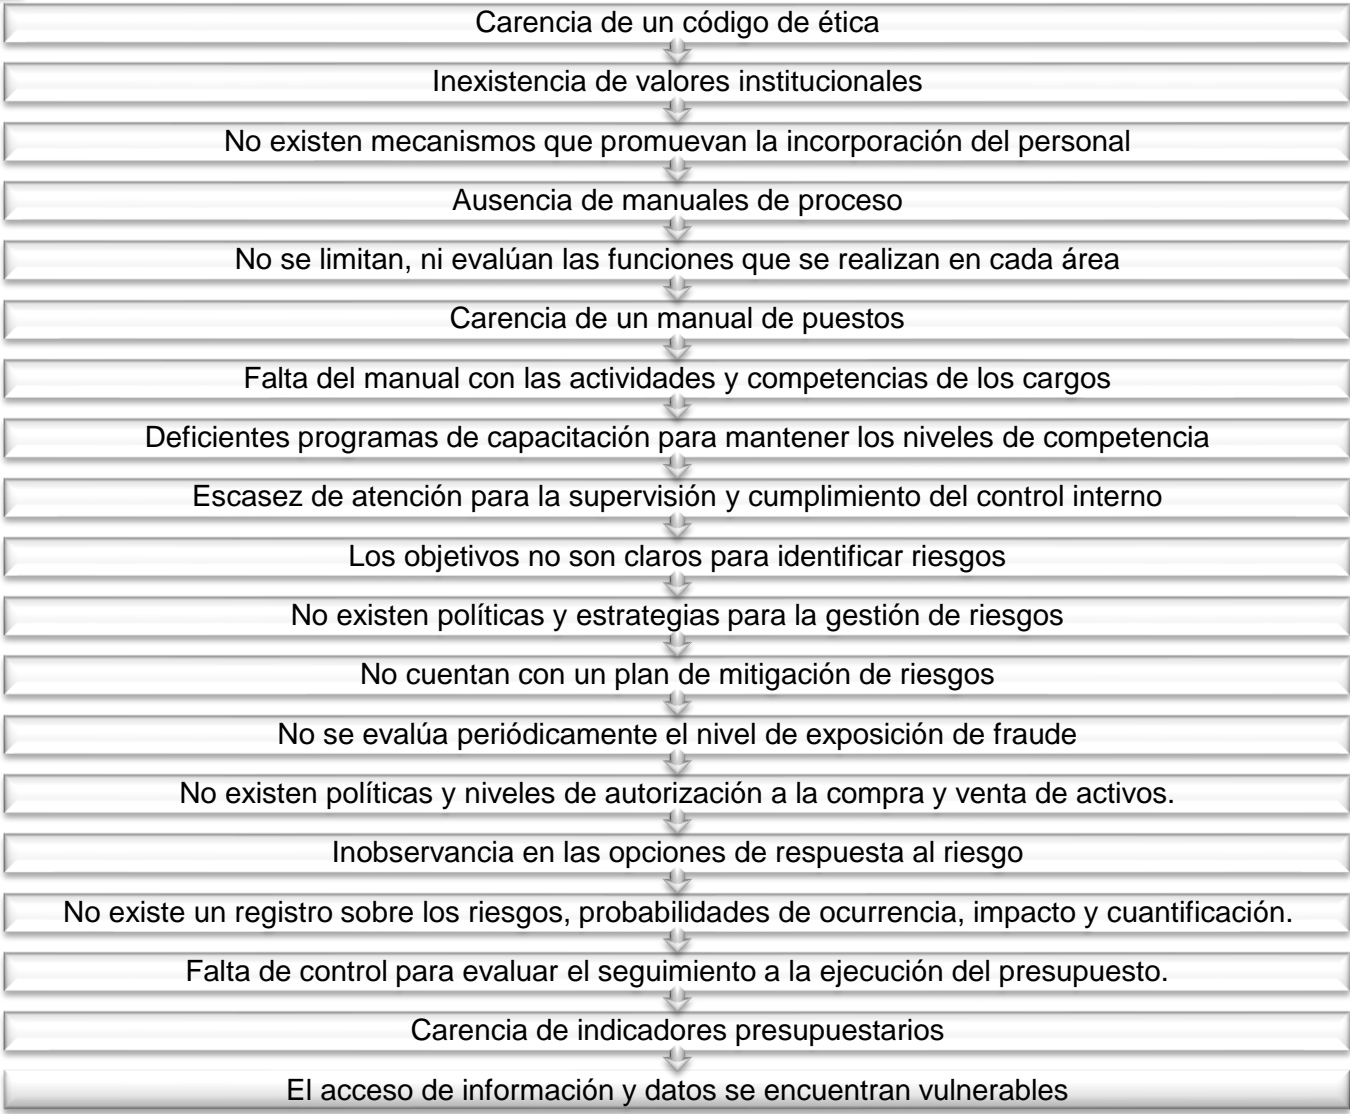 Carencia de un código de ética
Inexistencia de valores institucionales
No existen mecanismos que promuevan la incorporación del personal
Ausencia de manuales de proceso
No se limitan, ni evalúan las funciones que se realizan en cada área
Carencia de un manual de puestos
Falta del manual con las actividades y competencias de los cargos
Deficientes programas de capacitación para mantener los niveles de competencia
Escasez de atención para la supervisión y cumplimiento del control interno
Los objetivos no son claros para identificar riesgos
No existen políticas y estrategias para la gestión de riesgos
No cuentan con un plan de mitigación de riesgos
No se evalúa periódicamente el nivel de exposición de fraude
No existen políticas y niveles de autorización a la compra y venta de activos.
Inobservancia en las opciones de respuesta al riesgo
No existe un registro sobre los riesgos, probabilidades de ocurrencia, impacto y cuantificación.
Falta de control para evaluar el seguimiento a la ejecución del presupuesto.
Carencia de indicadores presupuestarios
El acceso de información y datos se encuentran vulnerables